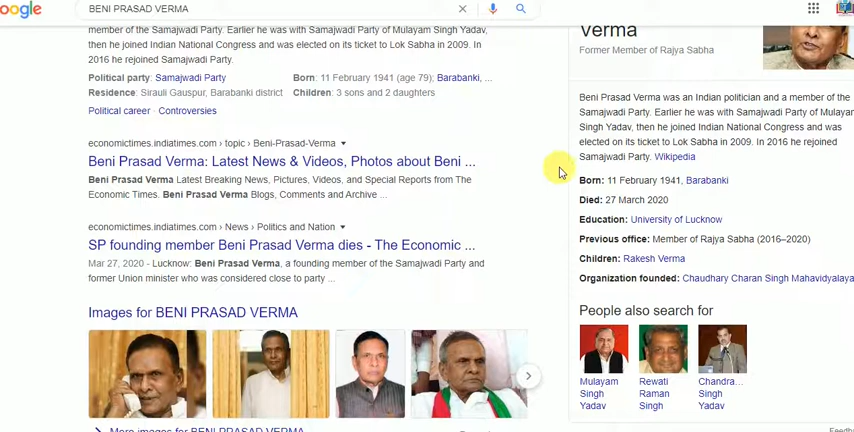 oogle
BENI PRASAD VERMA
member of the Samajwadi Party. Earlier he was with Samajwadi Party of Mulayam Singh Yadav,
then he joined Indian National Congress and was elected on its ticket to Lok Sabha in 2009. In
2016 he rejoined Samajwadi Party.
Political party: Samajwadi Party
Born: 11 February 1941 (age 79); Barabanki, ...
Residence: Sirauli Gauspur, Barabanki district
Children: 3 sons and 2 daughters
Political career · Controversies
economictimes.indiatimes.com › topic › Beni-Prasad-Verma
Beni Prasad Verma: Latest News & Videos, Photos about Beni ...
Beni Prasad Verma Latest Breaking News, Pictures, Videos, and Special Reports from The
Economic Times. Beni Prasad Verma Blogs, Comments and Archive ...
economictimes.indiatimes.com › News › Politics and Nation
SP founding member Beni Prasad Verma dies - The Economic ...
Mar 27, 2020 - Lucknow: Beni Prasad Verma, a founding member of the Samajwadi Party and
former Union minister who was considered close to party ...
Images for BENI PRASAD VERMA
More images for BENI PRASAD VERMA
Verma
Former Member of Rajya Sabha
Beni Prasad Verma was an Indian politician and a member of the
Samajwadi Party. Earlier he was with Samajwadi Party of Mulayam
Singh Yadav, then he joined Indian National Congress and was
elected on its ticket to Lok Sabha in 2009. In 2016 he rejoined
Samajwadi Party. Wikipedia
Born: 11 February 1941, Barabanki
Died: 27 March 2020
Education: University of Lucknow
Previous office: Member of Rajya Sabha (2016–2020)
Children: Rakesh Verma
Organization founded: Chaudhary Charan Singh Mahavidyalaya
People also search for
Mulayam
Singh
Yadav
Rewati
Raman
Singh
Chandra...
Singh
Yadav
Feedb